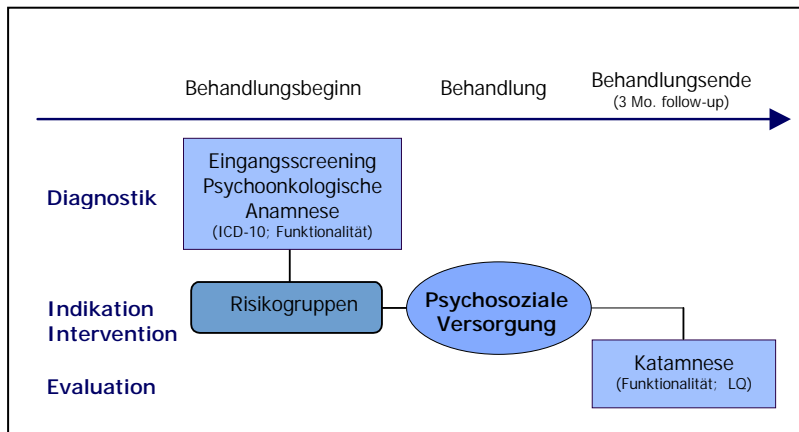 Behandlungsbeginn
Behandlung
Behandlungsende
(3 Mo. follow-up)
Diagnostik
Eingangsscreening
Psychoonkologische
Anamnese
(ICD-10; Funktionalität)
Indikation
Intervention
Risikogruppen
Psychosoziale
Versorgung
Evaluation
Katamnese
(Funktionalität; LQ)